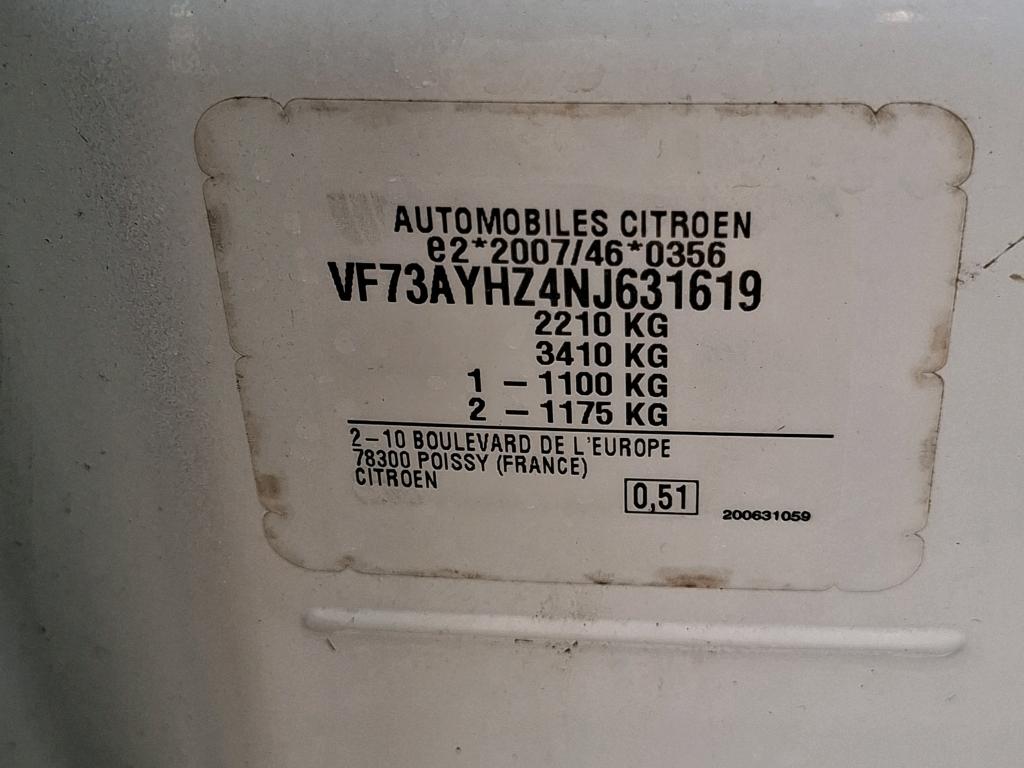 AUTOMOBILES CITROEN
e2*2007/46*0356
VF73AYHZ4NJ631619
2210 KG
3410 KG
1 – 1100 KG
2 – 1175 KG
2–10 BOULEVARD DE L'EUROPE
78300 POISSY (FRANCE)
CITROEN
0,51
200631059